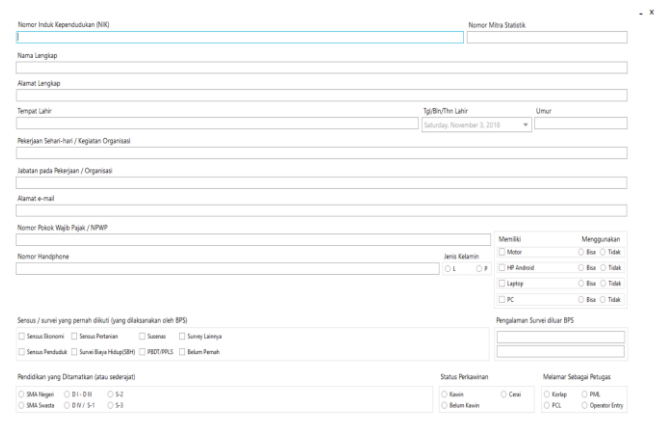 - x
Nomor Induk Kependudukan (NIK) Nomor Mitra Statistik
Nama Lengkap
Alamat Lengkap
Tempat Lahir Tgl/Bln/Thn Lahir Umur
Saturday, November 3, 2018
Pekerjaan Sehari-hari / Kegiatan Organisasi
Jabatan pada Pekerjaan / Organisasi
Alamat e-mail
Nomor Pokok Wajib Pajak / NPWP
Memiliki Menggunakan
Motor Bisa Tidak
Nomor Handphone Jenis Kelamin
L P HP Android Bisa Tidak
Laptop Bisa Tidak
PC Bisa Tidak
Sensus / survei yang pernah diikuti (yang dilaksanakan oleh BPS) Pengalaman Survei diluar BPS
Sensus Ekonomi Sensus Pertanian Susenas Survey Lainnya
Sensus Penduduk Survei Biaya Hidup(SBH) PBDT/PPLS Belum Pernah
Pendidikan yang Ditamatkan (atau sederajat) Status Perkawinan Melamar Sebagai Petugas
SMA Negeri D I - D III S-2 Kawin Cerai Korlap PML
SMA Swasta D IV / S-1 S-3 Belum Kawin PCL Operator Entry